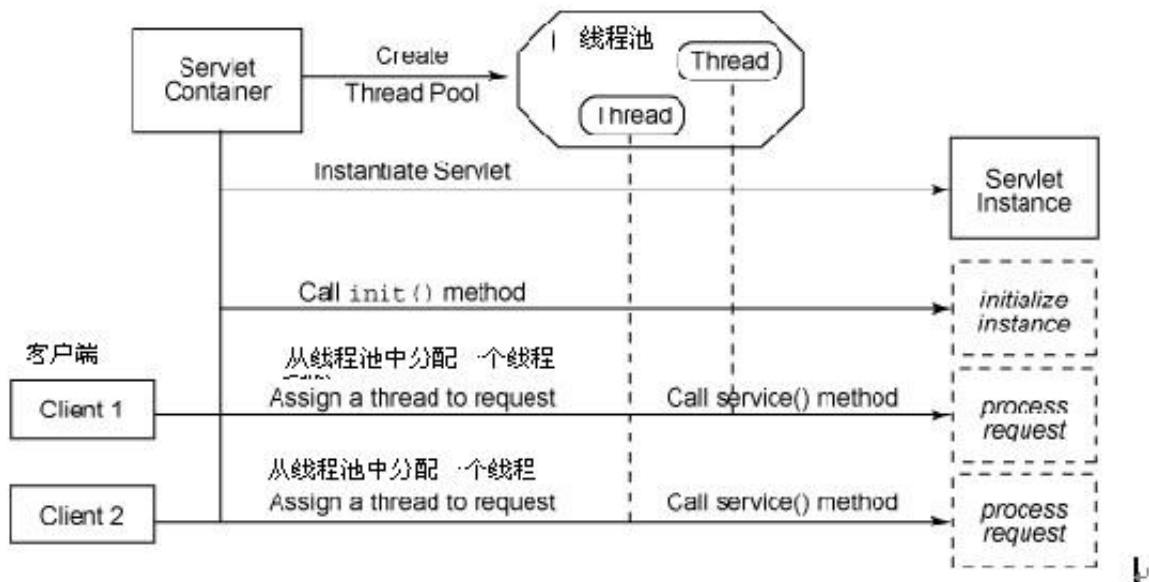 Servlet
Container
Create
Thread Pool
线程池
Thread
Thread
Instantiate Servlet
Servlet
Instance
Call init() method
initialize
instance
客户端
从线程池中分配一个线程
Client 1
Assign a thread to request
Call service() method
process
request
从线程池中分配一个线程
Client 2
Assign a thread to request
Call service() method
process
request